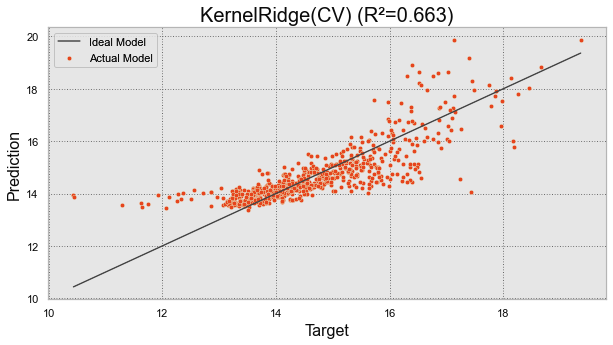 KernelRidge(CV) (R²=0.663)
Ideal Model
Actual Model
Prediction
20
18
16
14
12
10
10
12
14
16
18
Target